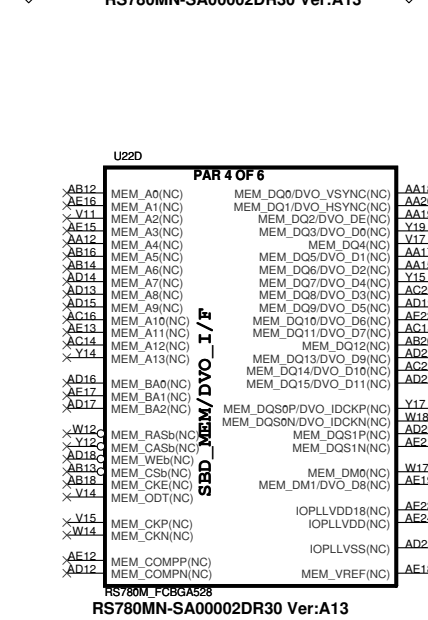 RS780MN-SA00002DR30 Ver:A13
U22D
PAR 4 OF 6
AB12 MEM_A0(NC) MEM_DQ0/DVO_VSYNC(NC)
AE16 MEM_A1(NC) MEM_DQ1/DVO_HSYNC(NC)
V11 MEM_A2(NC) MEM_DQ2/DVO_DE(NC)
AE15 MEM_A3(NC) MEM_DQ3/DVO_D0(NC) Y19
AA12 MEM_A4(NC) MEM_DQ4(NC) V17
AB16 MEM_A5(NC) MEM_DQ5/DVO_D1(NC)
AB14 MEM_A6(NC) MEM_DQ6/DVO_D2(NC)
AD14 MEM_A7(NC) MEM_DQ7/DVO_D4(NC) Y15
AD13 MEM_A8(NC) MEM_DQ8/DVO_D3(NC)
AD15 MEM_A9(NC) MEM_DQ9/DVO_D5(NC)
AC16 MEM_A10(NC) MEM_DQ10/DVO_D6(NC)
AE13 MEM_A11(NC) MEM_DQ11/DVO_D7(NC)
AC14 MEM_A12(NC) MEM_DQ12(NC)
Y14 MEM_A13(NC) MEM_DQ13/DVO_D9(NC)
MEM_DQ14/DVO_D10(NC)
AD16 MEM_BA0(NC) MEM_DQ15/DVO_D11(NC)
AE17 MEM_BA1(NC)
AD17 MEM_BA2(NC) MEM_DQS0P/DVO_IDCKP(NC) Y17
MEM_DQS0N/DVO_IDCKN(NC) W18
W12 MEM_RASb(NC) MEM_DQS1P(NC)
Y12 MEM_CASb(NC) MEM_DQS1N(NC)
AD18 MEM_WEb(NC)
AB13 MEM_CSb(NC) MEM_DM0(NC) W17
AB18 MEM_CKE(NC) MEM_DM1/DVO_D8(NC)
V14 MEM_ODT(NC)
IOPLLVDD18(NC)
V15 MEM_CKP(NC) IOPLLVDD(NC)
W14 MEM_CKN(NC)
IOPLLVSS(NC)
AE12 MEM_COMPP(NC)
AD12 MEM_COMPN(NC) MEM_VREF(NC)
SBD_MEM/DVO_I/F
RS780M_FCBGA528
RS780MN-SA00002DR30 Ver:A13